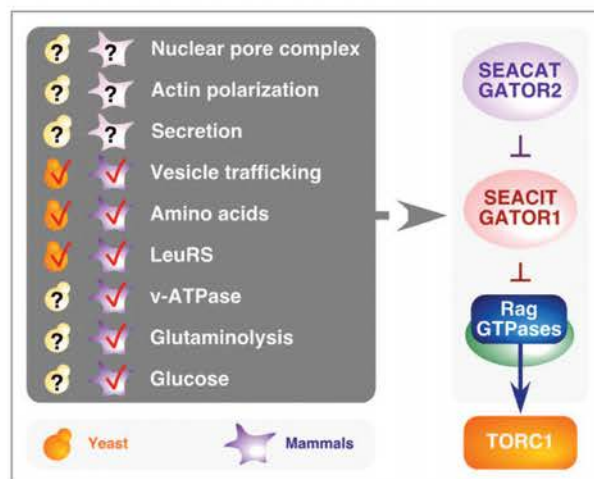 ? ? Nuclear pore complex
? ? Actin polarization
? ? Secretion
Vesicle trafficking
Amino acids
LeuRS
? v-ATPase
? Glutaminolysis
? Glucose
Yeast
Mammals
SEACAT
GATOR2
SEACIT
GATOR1
Rag
GTPases
TORC1